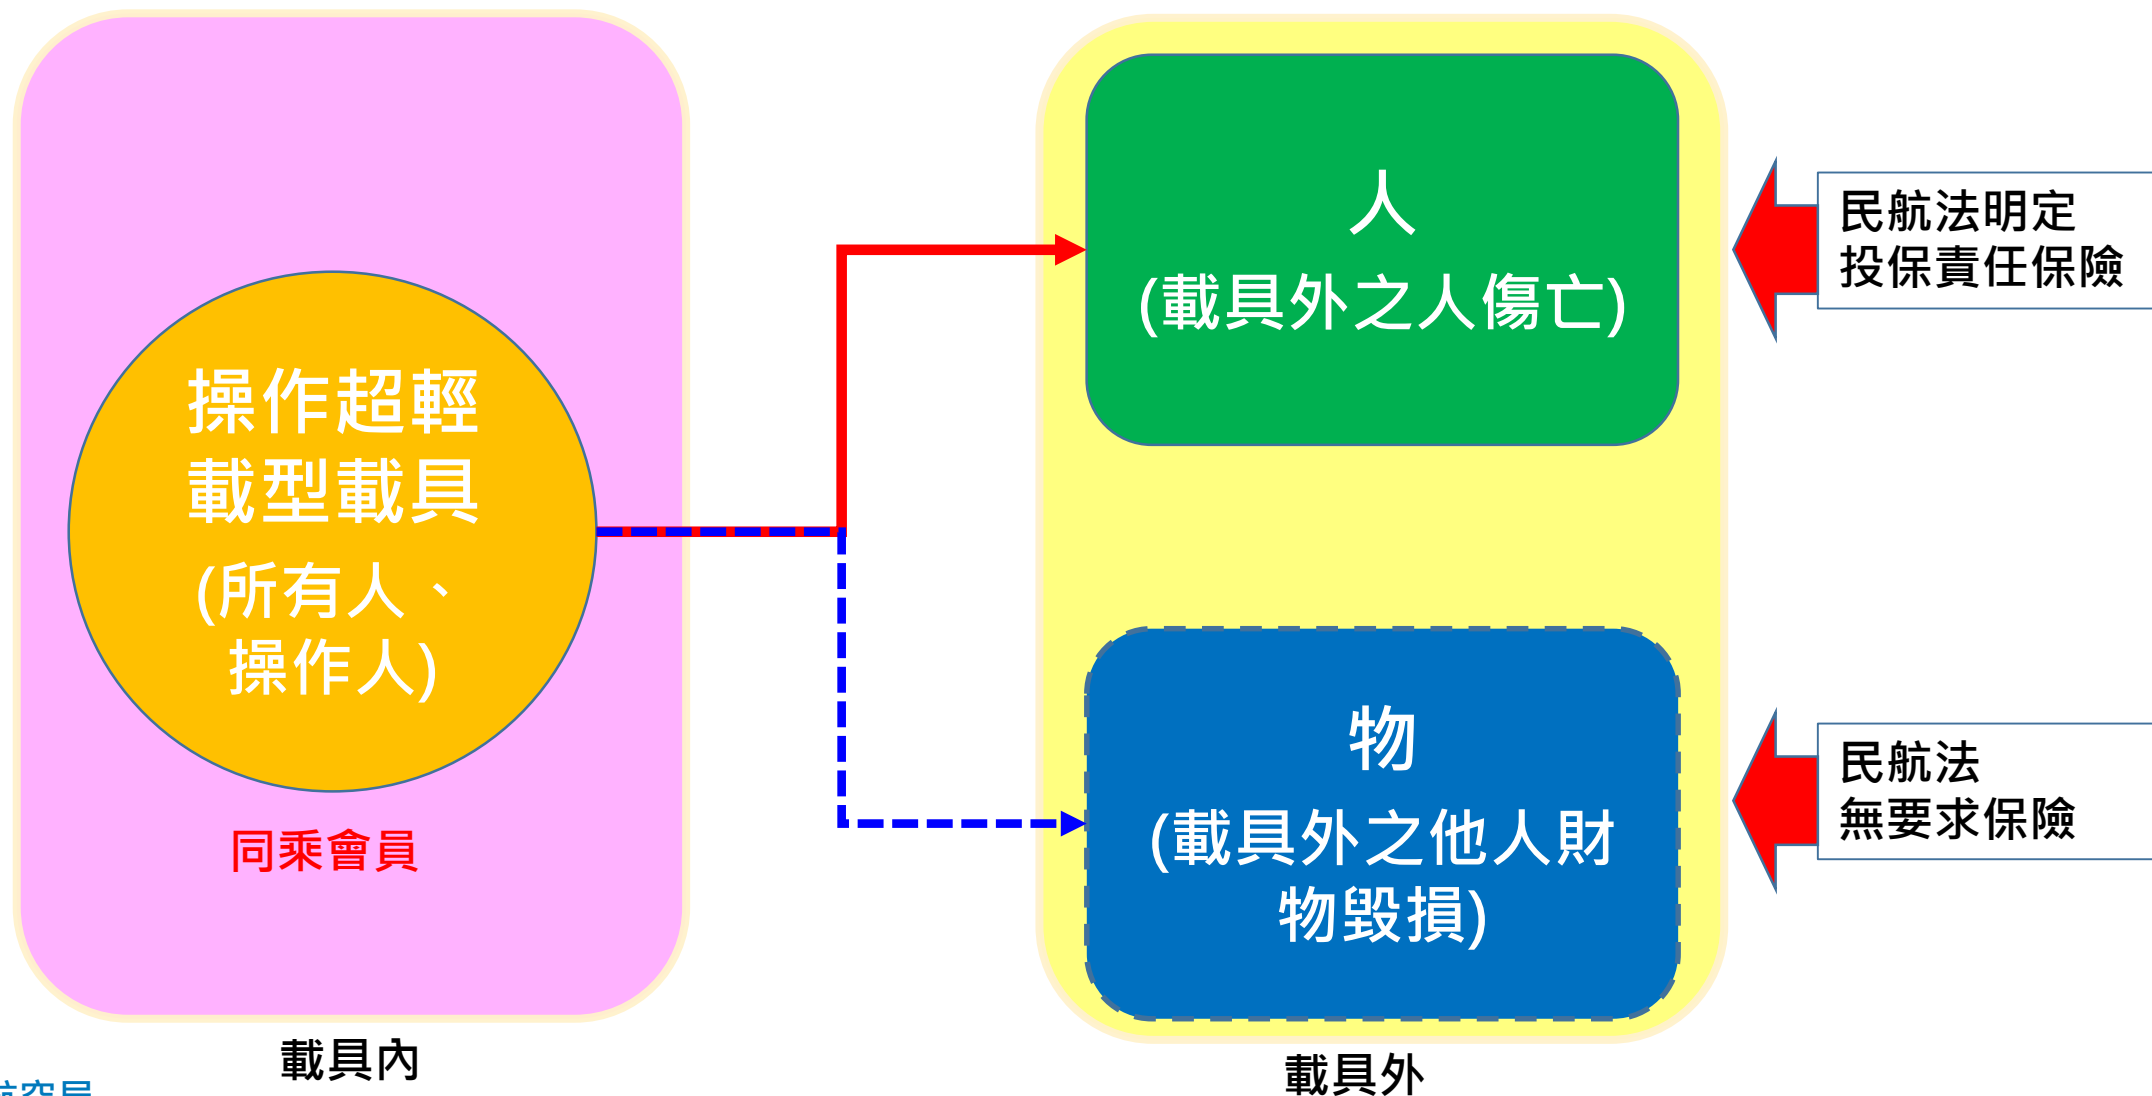 操作超輕
載型載具
(所有人、
操作人)
同乘會員
載具內
人
(載具外之人傷亡)
物
(載具外之他人財
物毀損)
載具外
民航法明定
投保責任保險
民航法
無要求保險
航空局